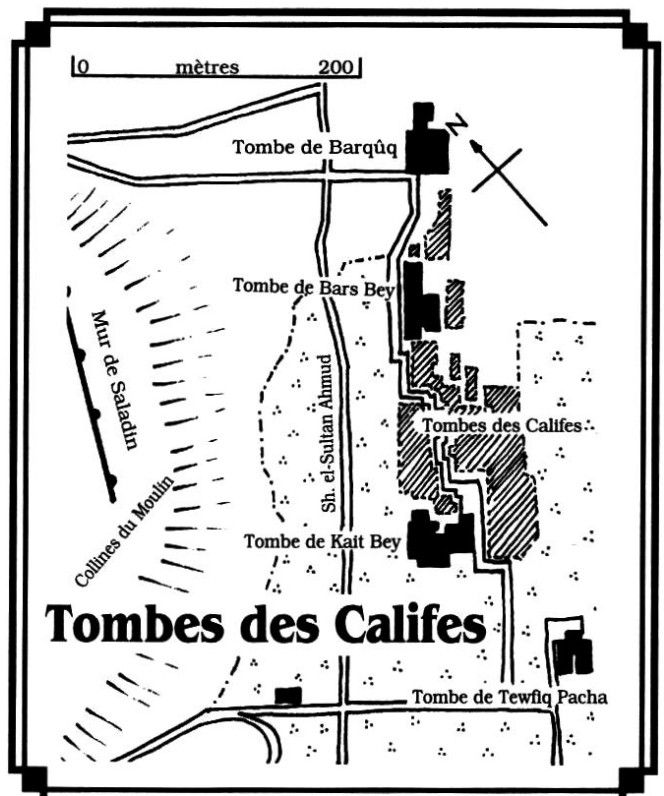 0 mètres 200
Tombe de Barqûq
N
Tombe de Bars Bey
Mur de Saladin
Sh. el-Sultan Ahmud
Tombes des Califes
Collines du Moulin
Tombe de Kait Bey
Tombes des Califes
Tombe de Tewfiq Pacha